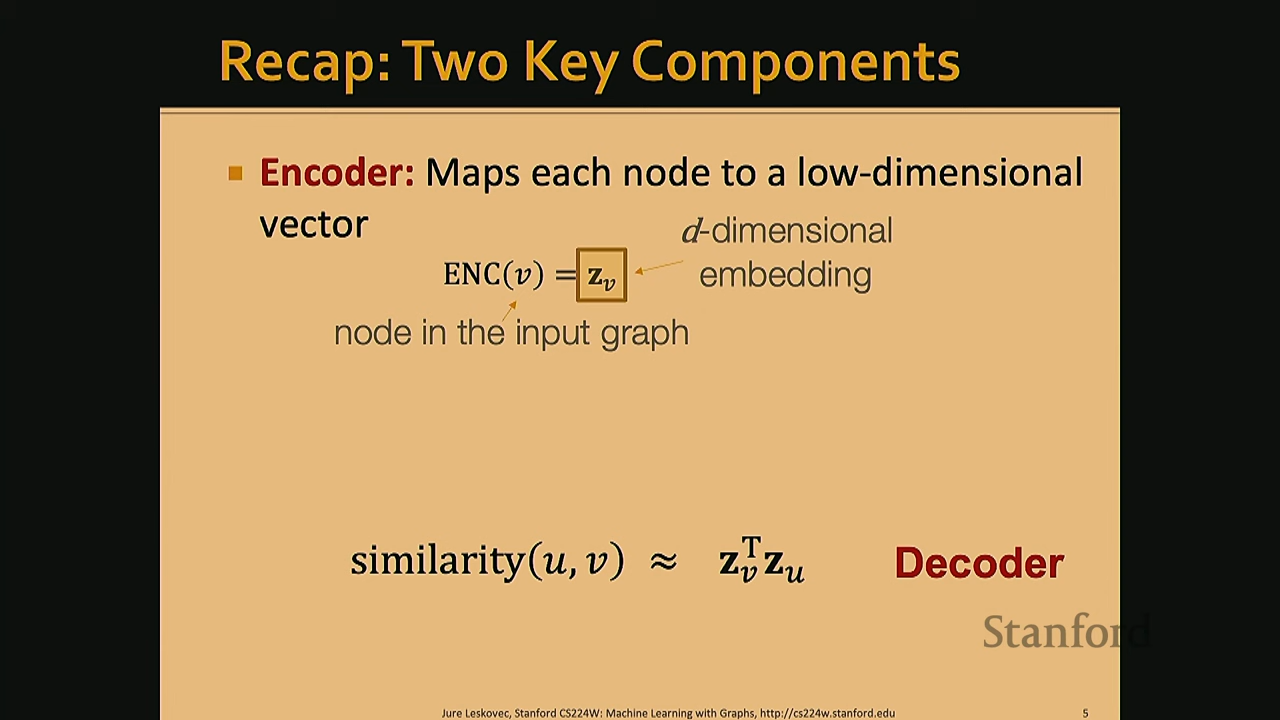 Recap: Two Key Components
Encoder: Maps each node to a low-dimensional
vector
d-dimensional
embedding
ENC(v) = z_v
node in the input graph
similarity(u, v) ≈ z_v^T z_u
Decoder
Stanford
Jure Leskovec, Stanford CS224W: Machine Learning with Graphs, http://cs224w.stanford.edu
5